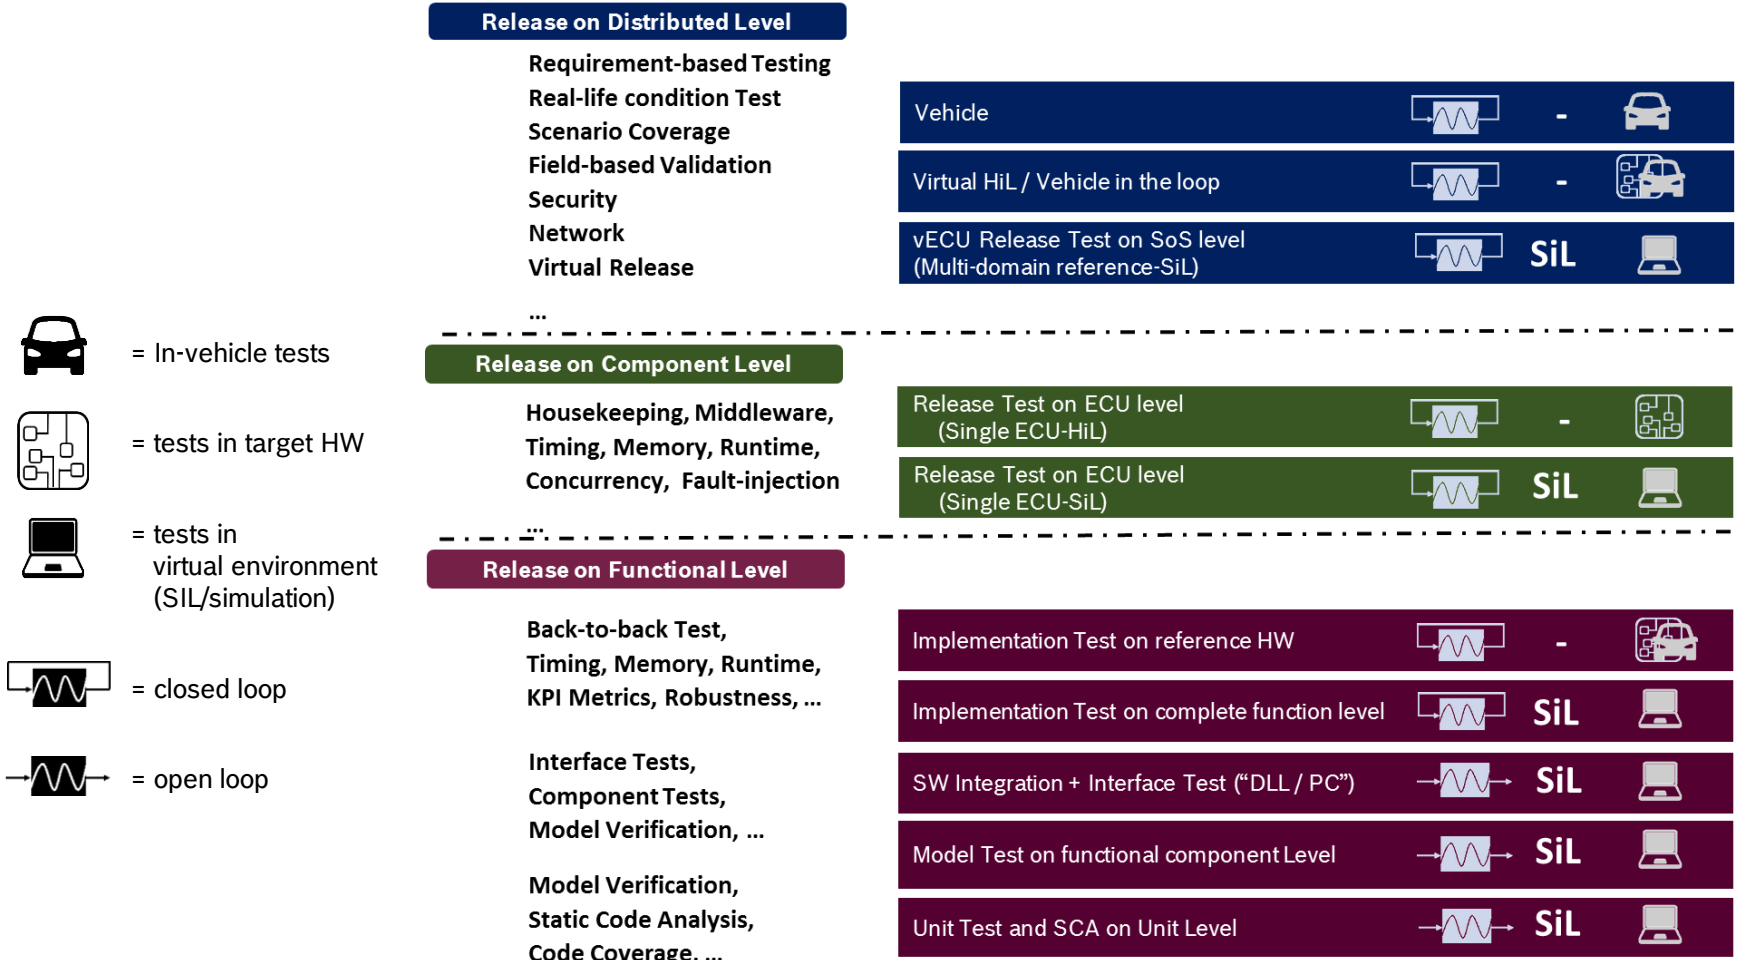 Release on Distributed Level
Requirement-based Testing
Real-life condition Test
Scenario Coverage
Field-based Validation
Security
Network
Virtual Release
...
Vehicle
-
Virtual HiL / Vehicle in the loop
-
vECU Release Test on SoS level
(Multi-domain reference-SiL)
SiL
= In-vehicle tests
= tests in target HW
= tests in
virtual environment
(SIL/simulation)
= closed loop
= open loop
Release on Component Level
Housekeeping, Middleware,
Timing, Memory, Runtime,
Concurrency, Fault-injection
...
Release Test on ECU level
(Single ECU-HiL)
-
Release Test on ECU level
(Single ECU-SiL)
SiL
Release on Functional Level
Back-to-back Test,
Timing, Memory, Runtime,
KPI Metrics, Robustness, ...
Interface Tests,
Component Tests,
Model Verification, ...
Model Verification,
Static Code Analysis,
Code Coverage, ...
Implementation Test on reference HW
-
Implementation Test on complete function level
SiL
SW Integration + Interface Test (“DLL / PC”)
SiL
Model Test on functional component Level
SiL
Unit Test and SCA on Unit Level
SiL